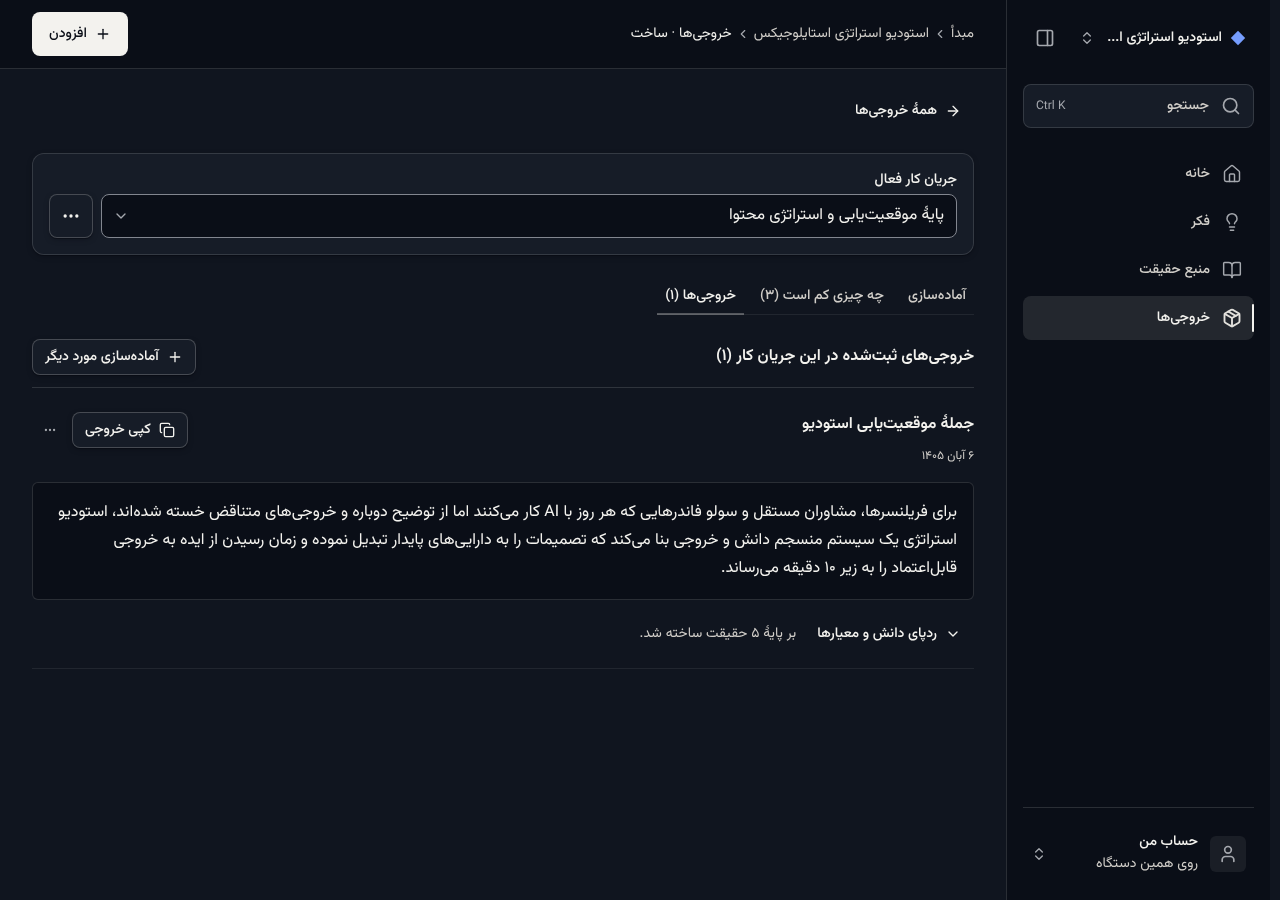 استودیو استراتژی ا...
جستجو
Ctrl K
خانه
فکر
منبع حقیقت
خروجی‌ها
حساب من
روی همین دستگاه
مبدأ › استودیو استراتژی استایلوجیکس › خروجی‌ها · ساخت
افزودن
همهٔ خروجی‌ها
جریان کار فعال
پایهٔ موقعیت‌یابی و استراتژی محتوا
آماده‌سازی
چه چیزی کم است (۳)
خروجی‌ها (۱)
خروجی‌های ثبت‌شده در این جریان کار (۱)
آماده‌سازی مورد دیگر
جملهٔ موقعیت‌یابی استودیو
کپی خروجی
۶ آبان ۱۴۰۵
برای فریلنسرها، مشاوران مستقل و سولو فاندرهایی که هر روز با AI کار می‌کنند اما از توضیح دوباره و خروجی‌های متناقض خسته شده‌اند، استودیو
استراتژی یک سیستم منسجم دانش و خروجی بنا می‌کند که تصمیمات را به دارایی‌های پایدار تبدیل نموده و زمان رسیدن از ایده به خروجی
قابل‌اعتماد را به زیر ۱۰ دقیقه می‌رساند.
ردپای دانش و معیارها
بر پایهٔ ۵ حقیقت ساخته شد.